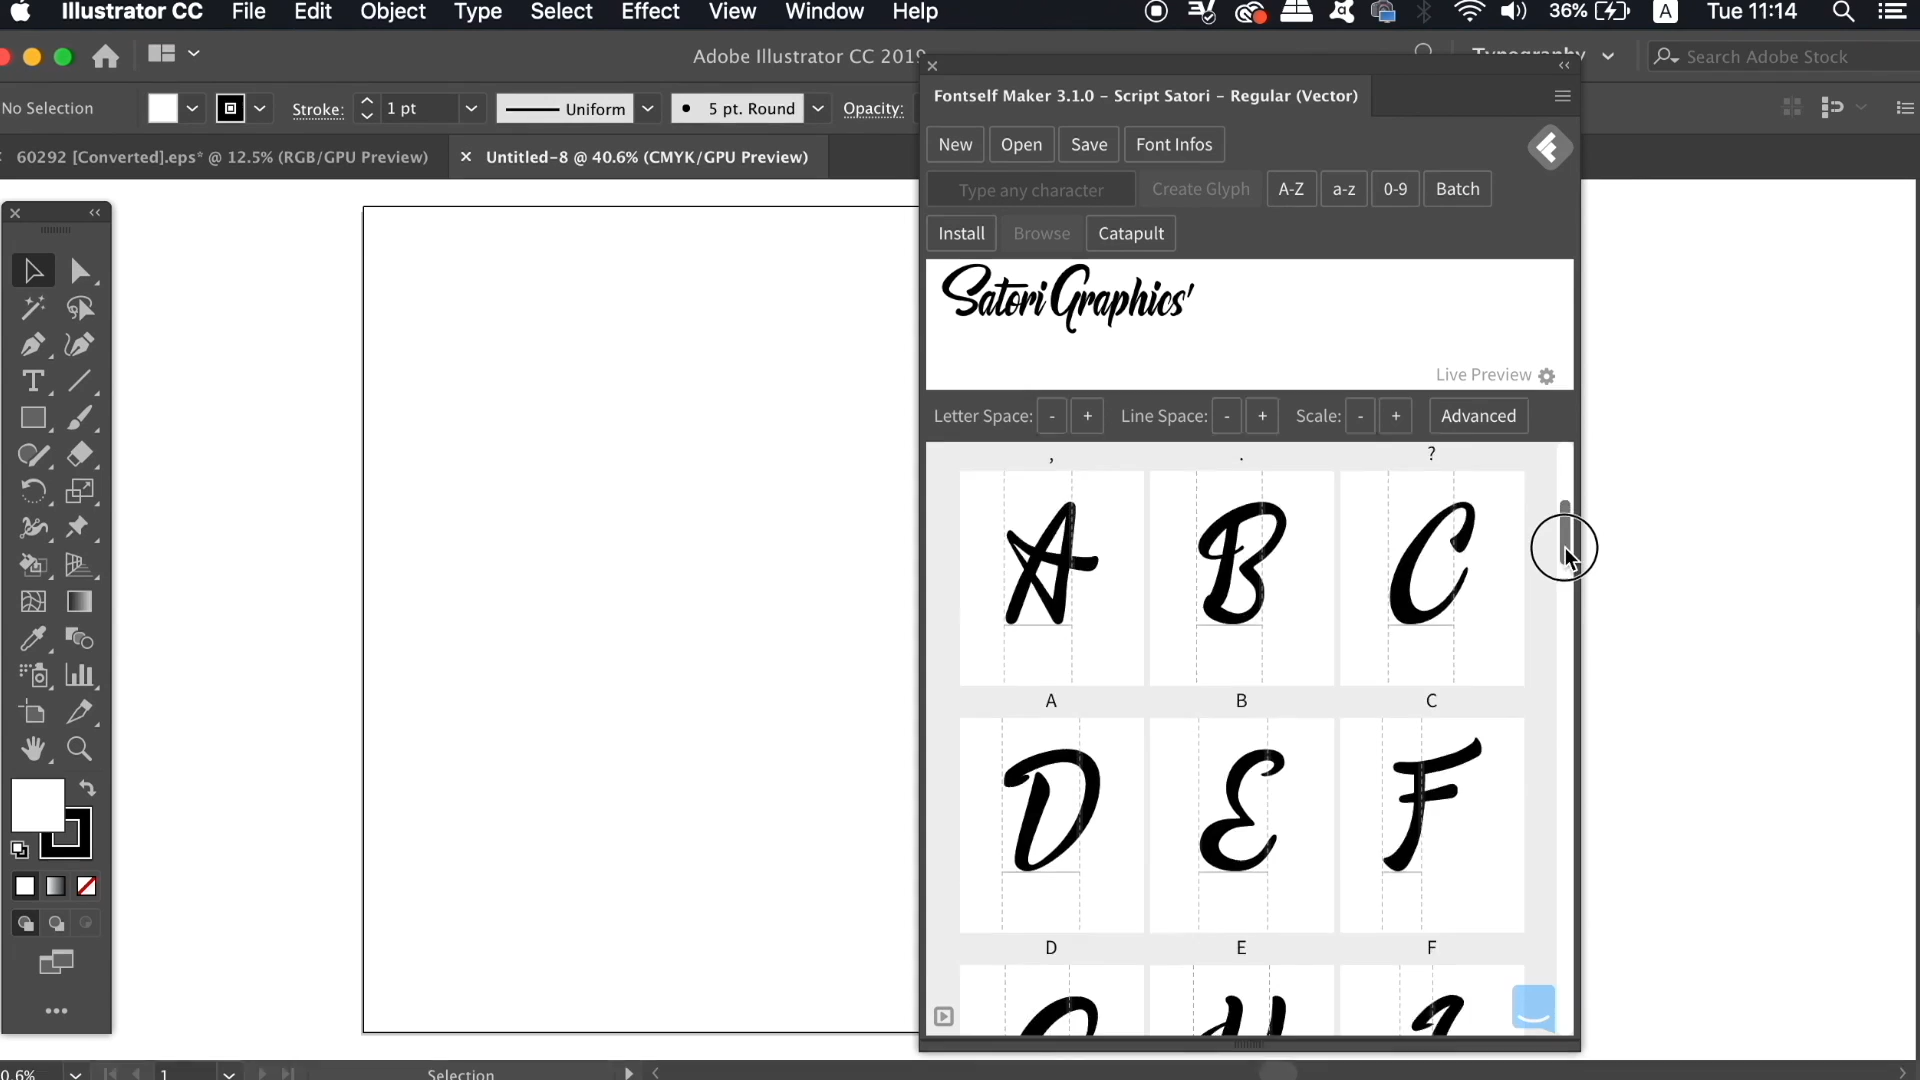 Illustrator CC File Edit Object Type Select Effect View Window Help 36% A Tue 11:14
Adobe Illustrator CC 2019
Typography
Search Adobe Stock
No Selection Stroke: 1 pt Uniform 5 pt. Round Opacity:
60292 [Converted].eps* @ 12.5% (RGB/GPU Preview)
Untitled-8 @ 40.6% (CMYK/GPU Preview)
Fontself Maker 3.1.0 – Script Satori – Regular (Vector)
New Open Save Font Infos
Type any character Create Glyph A-Z a-z 0-9 Batch
Install Browse Catapult
Satori Graphics'
Live Preview
Letter Space: - + Line Space: - + Scale: - + Advanced
, . ?
A B C
A B C
D E F
D E F
0.6% 1 Selection